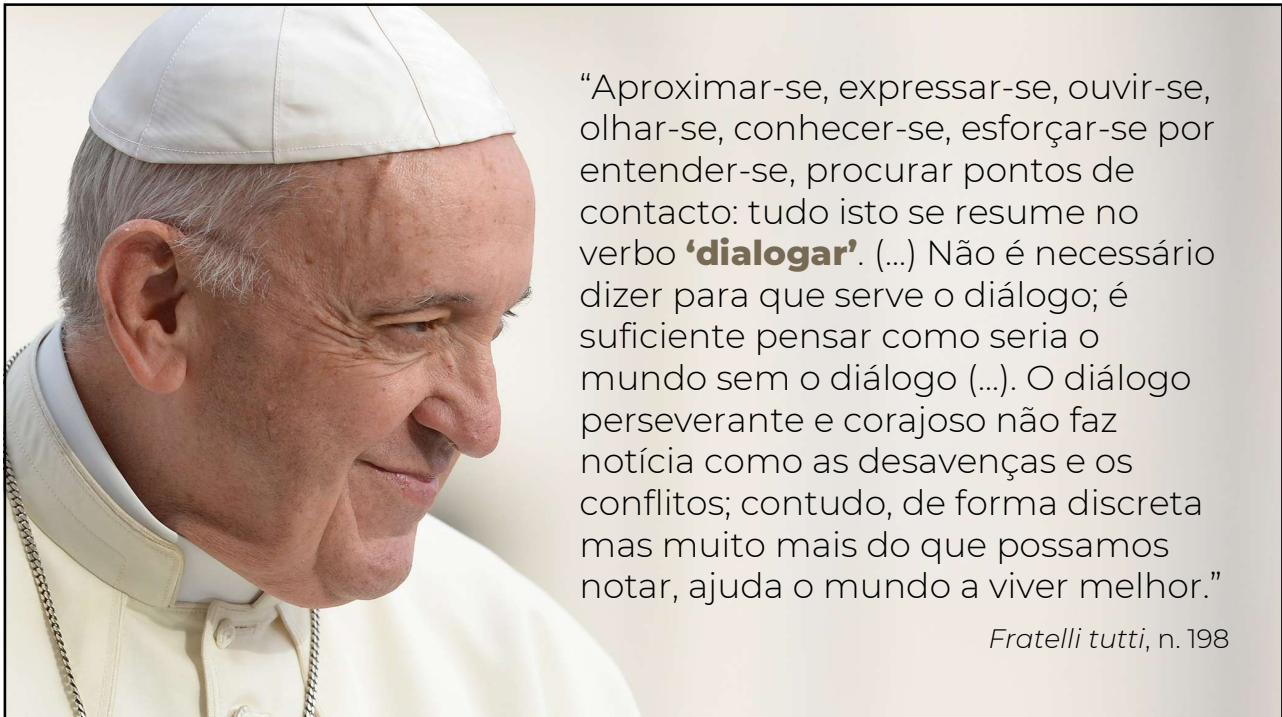 “Aproximar-se, expressar-se, ouvir-se,
olhar-se, conhecer-se, esforçar-se por
entender-se, procurar pontos de
contacto: tudo isto se resume no
verbo ‘dialogar’. (...) Não é necessário
dizer para que serve o diálogo; é
suficiente pensar como seria o
mundo sem o diálogo (...). O diálogo
perseverante e corajoso não faz
notícia como as desavenças e os
conflitos; contudo, de forma discreta
mas muito mais do que possamos
notar, ajuda o mundo a viver melhor.”
Fratelli tutti, n. 198